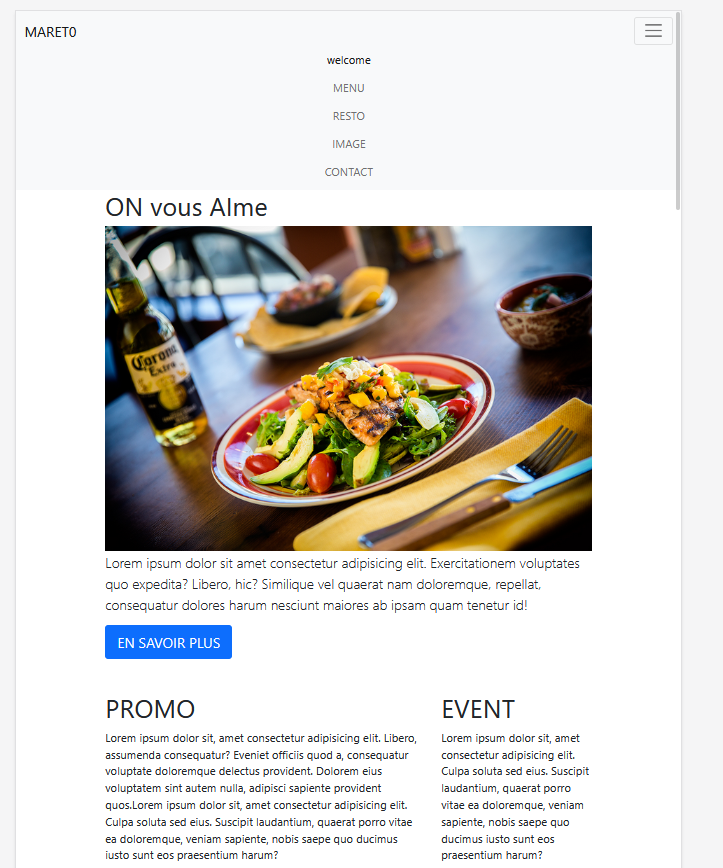 MARET0
welcome
MENU
RESTO
IMAGE
CONTACT
ON vous AIme
Corona
Extra
Lorem ipsum dolor sit amet consectetur adipisicing elit. Exercitationem voluptates
quo expedita? Libero, hic? Similique vel quaerat nam doloremque, repellat,
consequatur dolores harum nesciunt maiores ab ipsam quam tenetur id!
EN SAVOIR PLUS
PROMO
Lorem ipsum dolor sit, amet consectetur adipisicing elit. Libero,
assumenda consequatur? Eveniet officiis quod a, consequatur
voluptate doloremque delectus provident. Dolorem eius
voluptatem sint autem nulla, adipisci sapiente provident
quos.Lorem ipsum dolor sit, amet consectetur adipisicing elit.
Culpa soluta sed eius. Suscipit laudantium, quaerat porro vitae
ea doloremque, veniam sapiente, nobis saepe quo ducimus
iusto sunt eos praesentium harum?
EVENT
Lorem ipsum dolor sit, amet
consectetur adipisicing elit.
Culpa soluta sed eius. Suscipit
laudantium, quaerat porro
vitae ea doloremque, veniam
sapiente, nobis saepe quo
ducimus iusto sunt eos
praesentium harum?